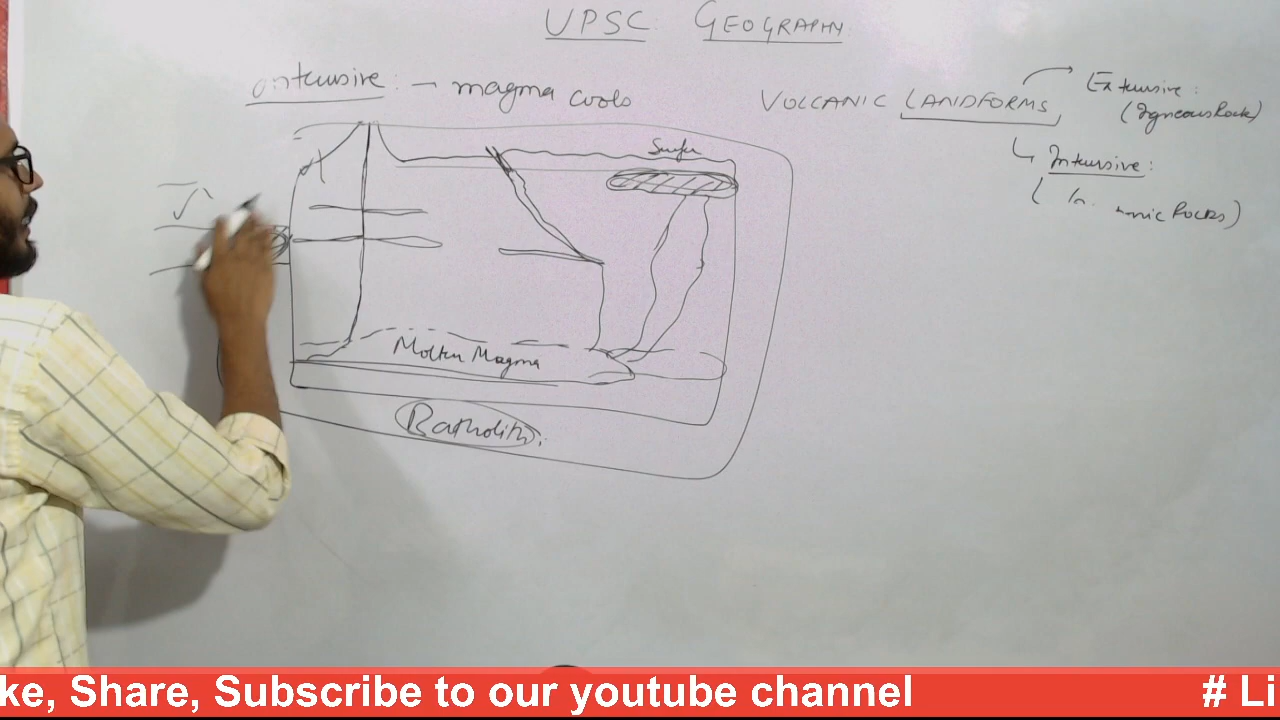 UPSC GEOGRAPHY
intrusive : - magma cools
VOLCANIC LANDFORMS
Extrusive :
(Igneous Rock)
Intrusive :
Rocks)
Surface
Molten Magma
Batholith :
ke, Share, Subscribe to our youtube channel
# Li